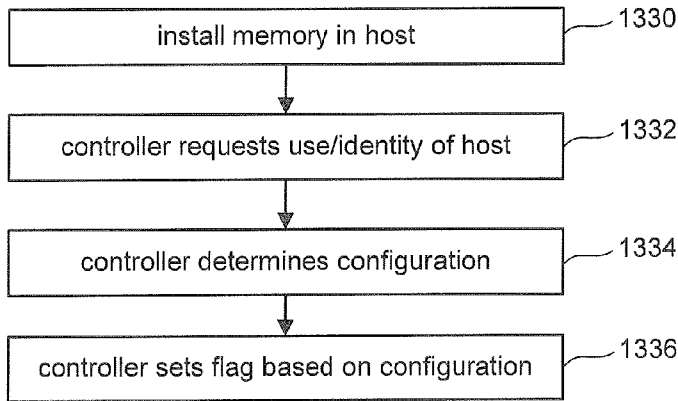 install memory in host
1330
controller requests use/identity of host
1332
controller determines configuration
1334
controller sets flag based on configuration
1336